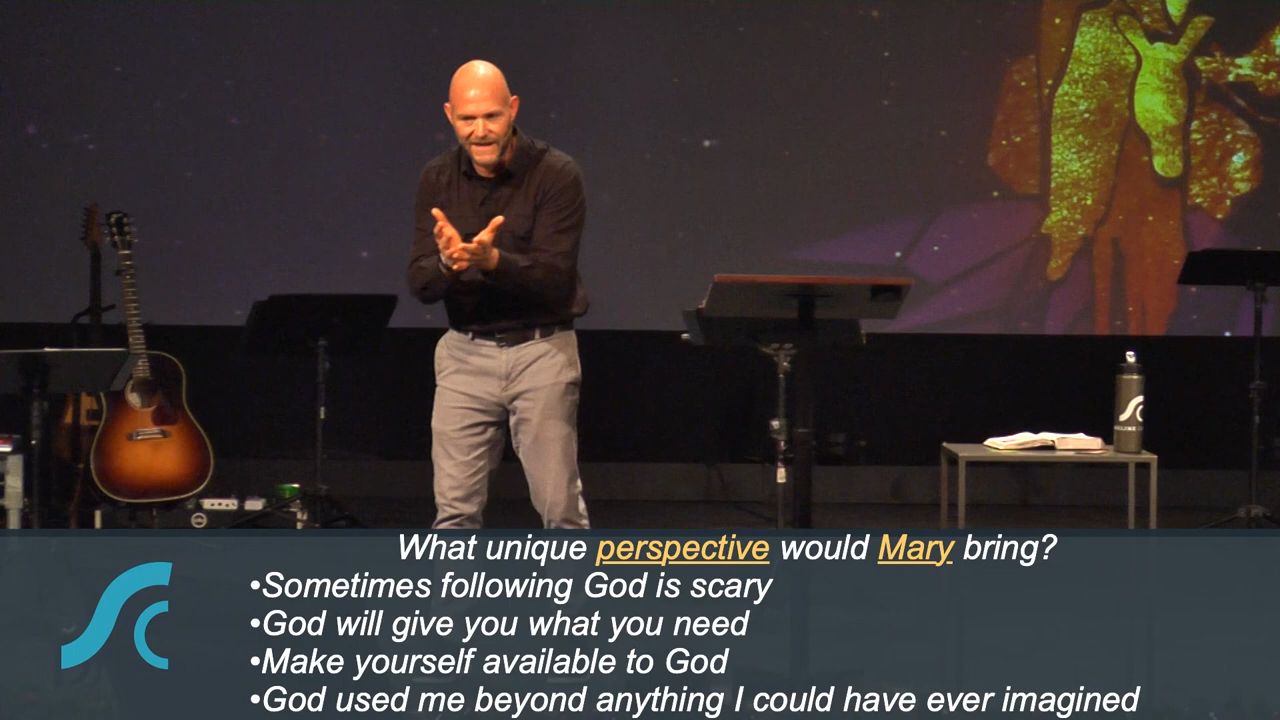 What unique perspective would Mary bring?
•Sometimes following God is scary
•God will give you what you need
•Make yourself available to God
•God used me beyond anything I could have ever imagined